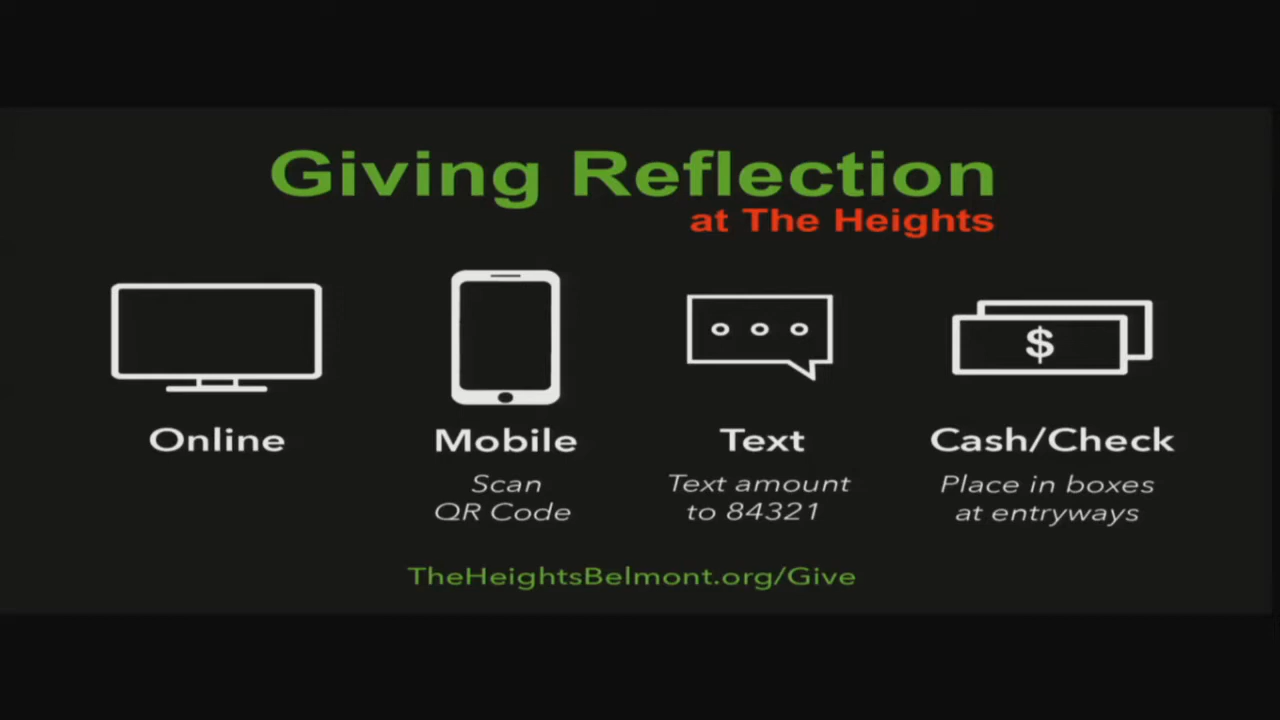 Giving Reflection
at The Heights
$
Online
Mobile
Text
Cash/Check
Scan
QR Code
Text amount
to 84321
Place in boxes
at entryways
TheHeightsBelmont.org/Give